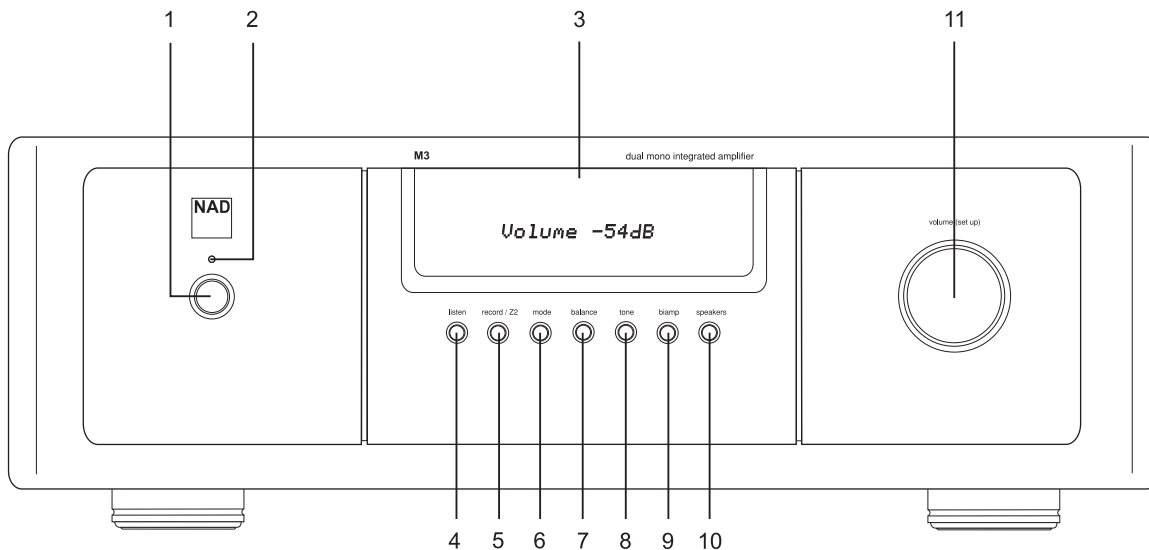 1 2 3 11
M3 dual mono integrated amplifier
NAD
volume (set up)
Volume -54dB
listen record / Z2 mode balance tone biamp speakers
4 5 6 7 8 9 10